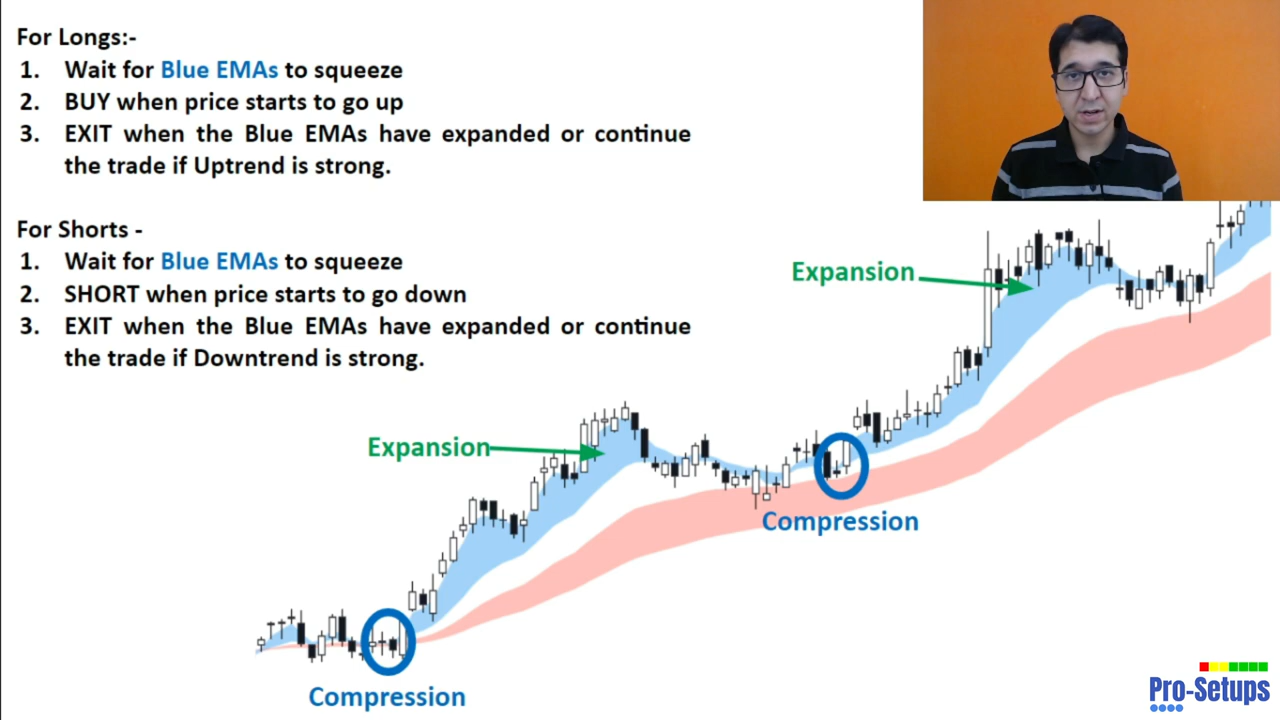 For Longs:-
1. Wait for Blue EMAs to squeeze
2. BUY when price starts to go up
3. EXIT when the Blue EMAs have expanded or continue
the trade if Uptrend is strong.
For Shorts -
1. Wait for Blue EMAs to squeeze
2. SHORT when price starts to go down
3. EXIT when the Blue EMAs have expanded or continue
the trade if Downtrend is strong.
Expansion
Expansion
Compression
Compression
Pro-Setups